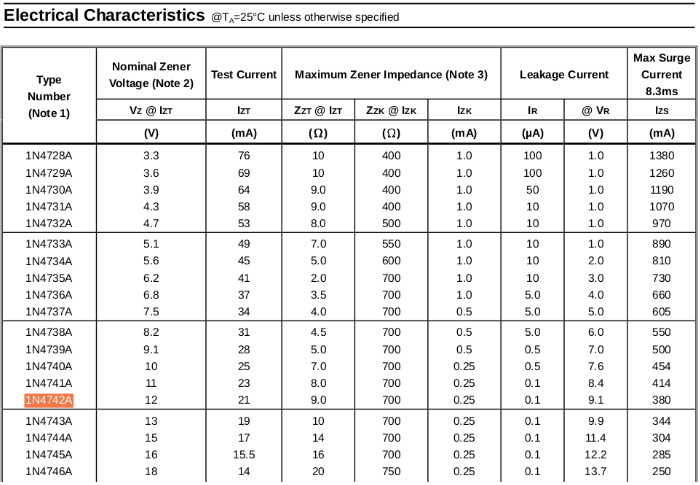 Electrical Characteristics @TA=25°C unless otherwise specified
Type Number (Note 1) Nominal Zener Voltage (Note 2) Test Current Maximum Zener Impedance (Note 3) Leakage Current Max Surge Current 8.3ms
VZ @ IZT IZT ZZT @ IZT ZZK @ IZK IZK IR @ VR IZS
(V) (mA) (Ω) (Ω) (mA) (µA) (V) (mA)
1N4728A 3.3 76 10 400 1.0 100 1.0 1380
1N4729A 3.6 69 10 400 1.0 100 1.0 1260
1N4730A 3.9 64 9.0 400 1.0 50 1.0 1190
1N4731A 4.3 58 9.0 400 1.0 10 1.0 1070
1N4732A 4.7 53 8.0 500 1.0 10 1.0 970
1N4733A 5.1 49 7.0 550 1.0 10 1.0 890
1N4734A 5.6 45 5.0 600 1.0 10 2.0 810
1N4735A 6.2 41 2.0 700 1.0 10 3.0 730
1N4736A 6.8 37 3.5 700 1.0 5.0 4.0 660
1N4737A 7.5 34 4.0 700 0.5 5.0 5.0 605
1N4738A 8.2 31 4.5 700 0.5 5.0 6.0 550
1N4739A 9.1 28 5.0 700 0.5 0.5 7.0 500
1N4740A 10 25 7.0 700 0.25 0.5 7.6 454
1N4741A 11 23 8.0 700 0.25 0.1 8.4 414
1N4742A 12 21 9.0 700 0.25 0.1 9.1 380
1N4743A 13 19 10 700 0.25 0.1 9.9 344
1N4744A 15 17 14 700 0.25 0.1 11.4 304
1N4745A 16 15.5 16 700 0.25 0.1 12.2 285
1N4746A 18 14 20 750 0.25 0.1 13.7 250